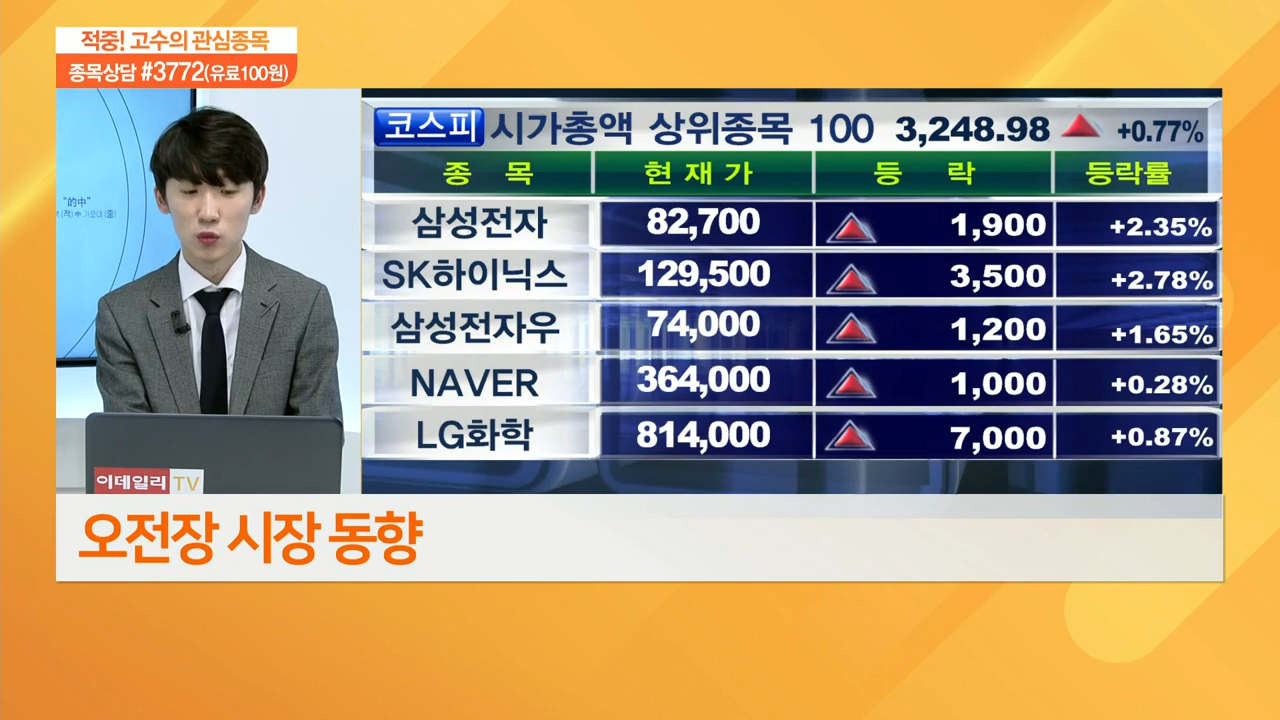 적중! 고수의 관심종목
종목상담 #3772(유료100원)
"的中"
코스피 시가총액 상위종목 100 3,248.98 +0.77%
종목 현재가 등락 등락률
삼성전자 82,700 1,900 +2.35%
SK하이닉스 129,500 3,500 +2.78%
삼성전자우 74,000 1,200 +1.65%
NAVER 364,000 1,000 +0.28%
LG화학 814,000 7,000 +0.87%
이데일리 TV
오전장 시장 동향